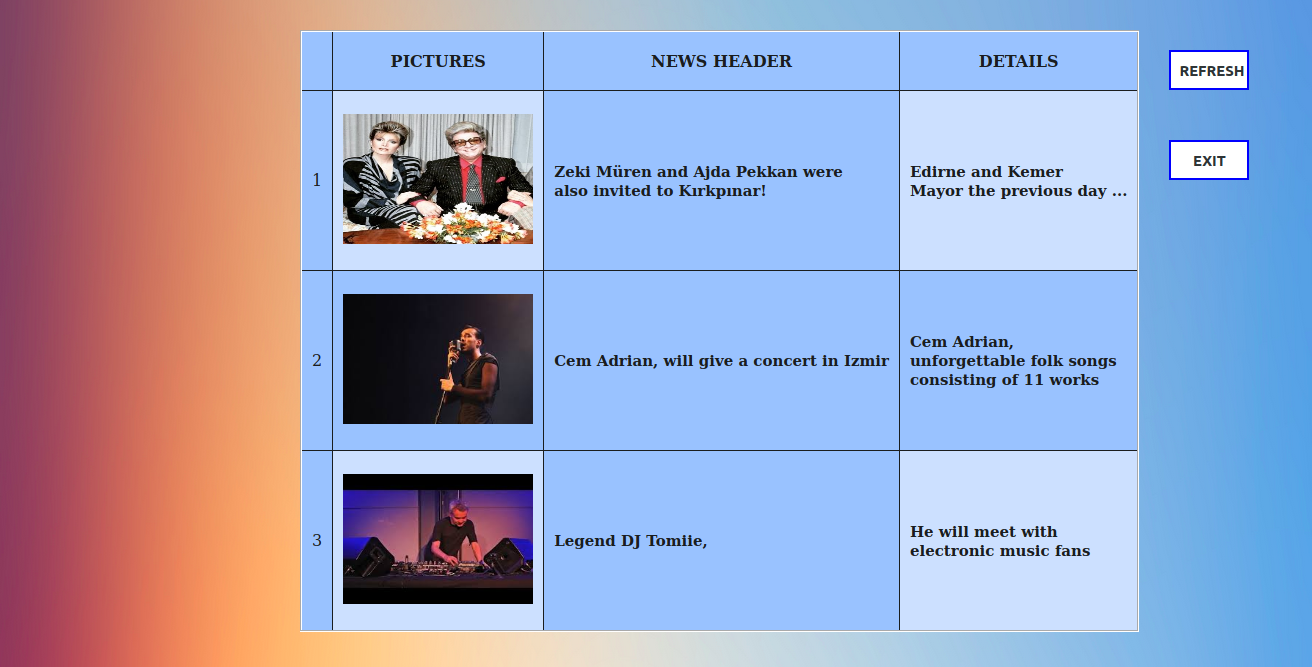 PICTURES NEWS HEADER DETAILS
REFRESH
EXIT
1
Zeki Müren and Ajda Pekkan were
also invited to Kırkpınar!
Edirne and Kemer
Mayor the previous day ...
2
Cem Adrian, will give a concert in Izmir
Cem Adrian,
unforgettable folk songs
consisting of 11 works
3
Legend DJ Tomiie,
He will meet with
electronic music fans